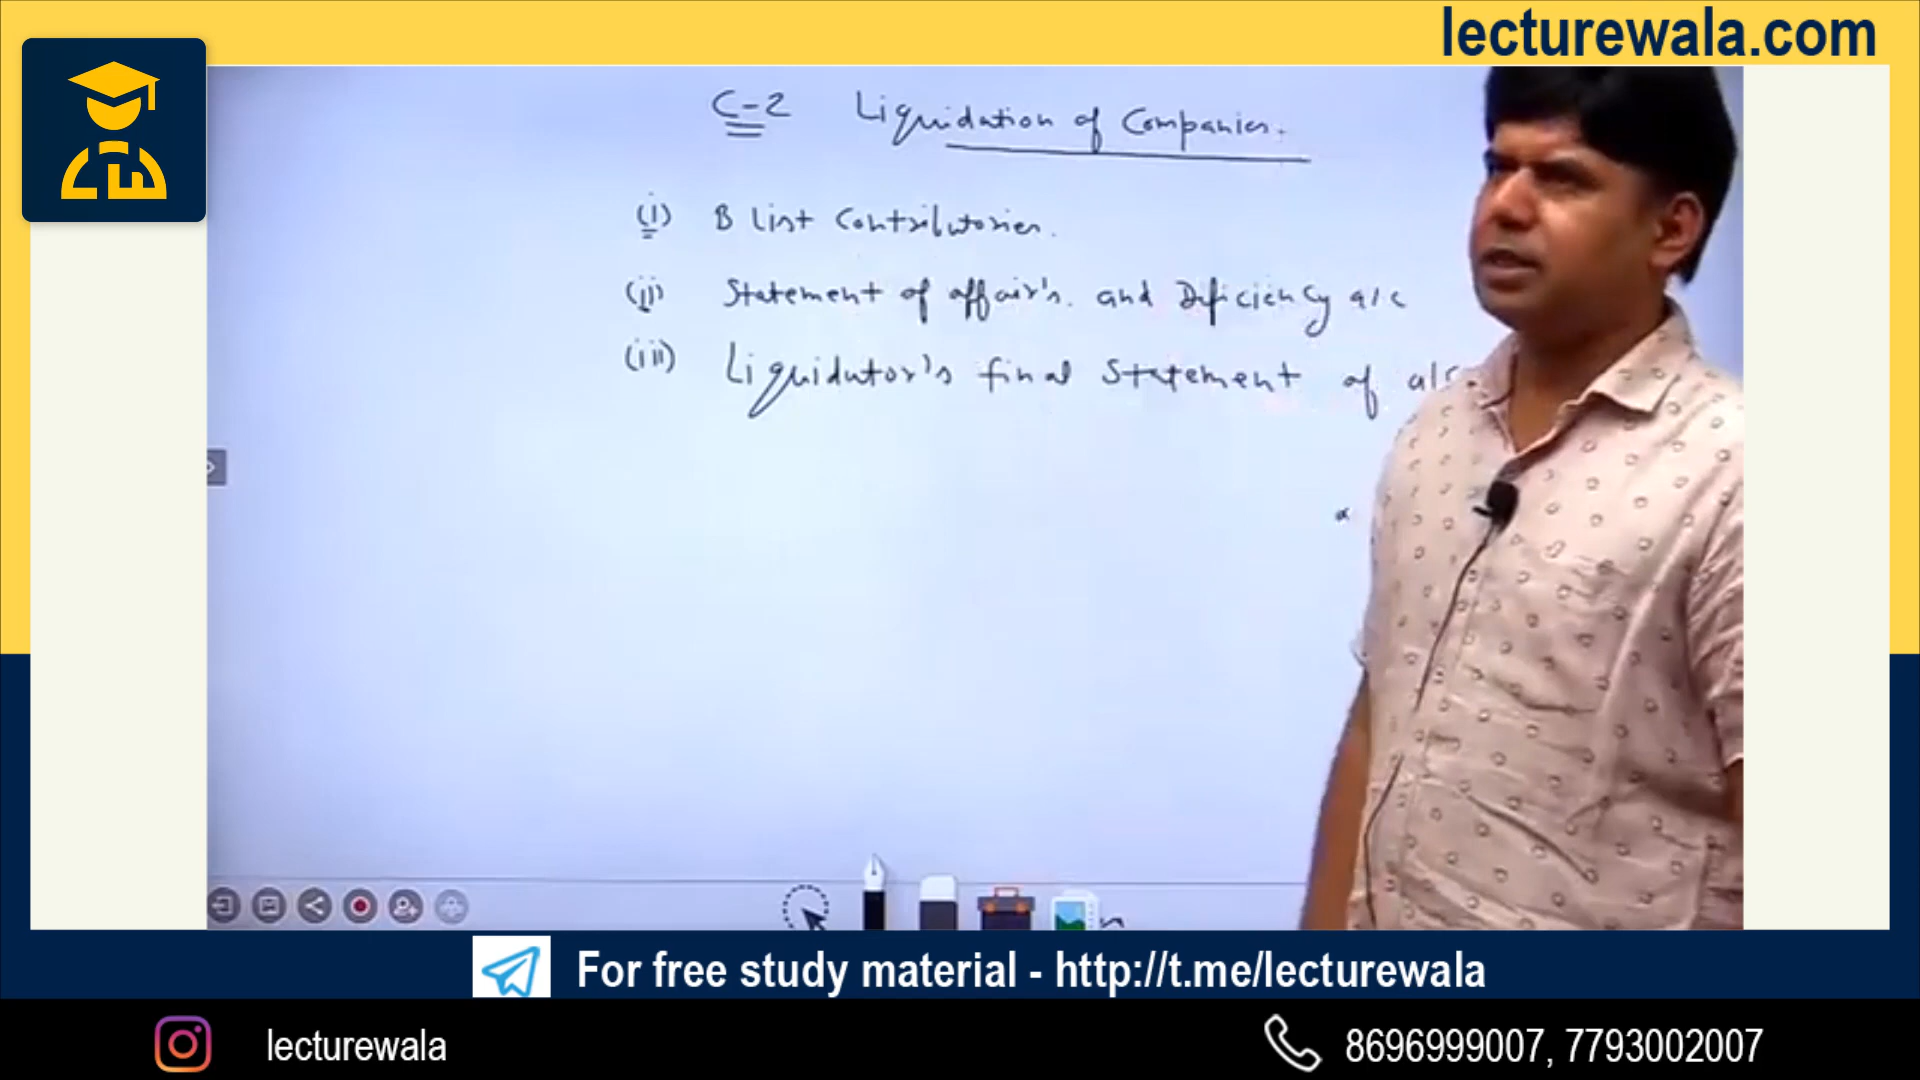 lecturewala.com
C-2 Liquidation of Companies.
(i) B List Contributories.
(ii) Statement of affair's. and Deficiency a/c
(iii) Liquidator's final Statement of a/c.
For free study material - http://t.me/lecturewala
lecturewala
8696999007, 7793002007